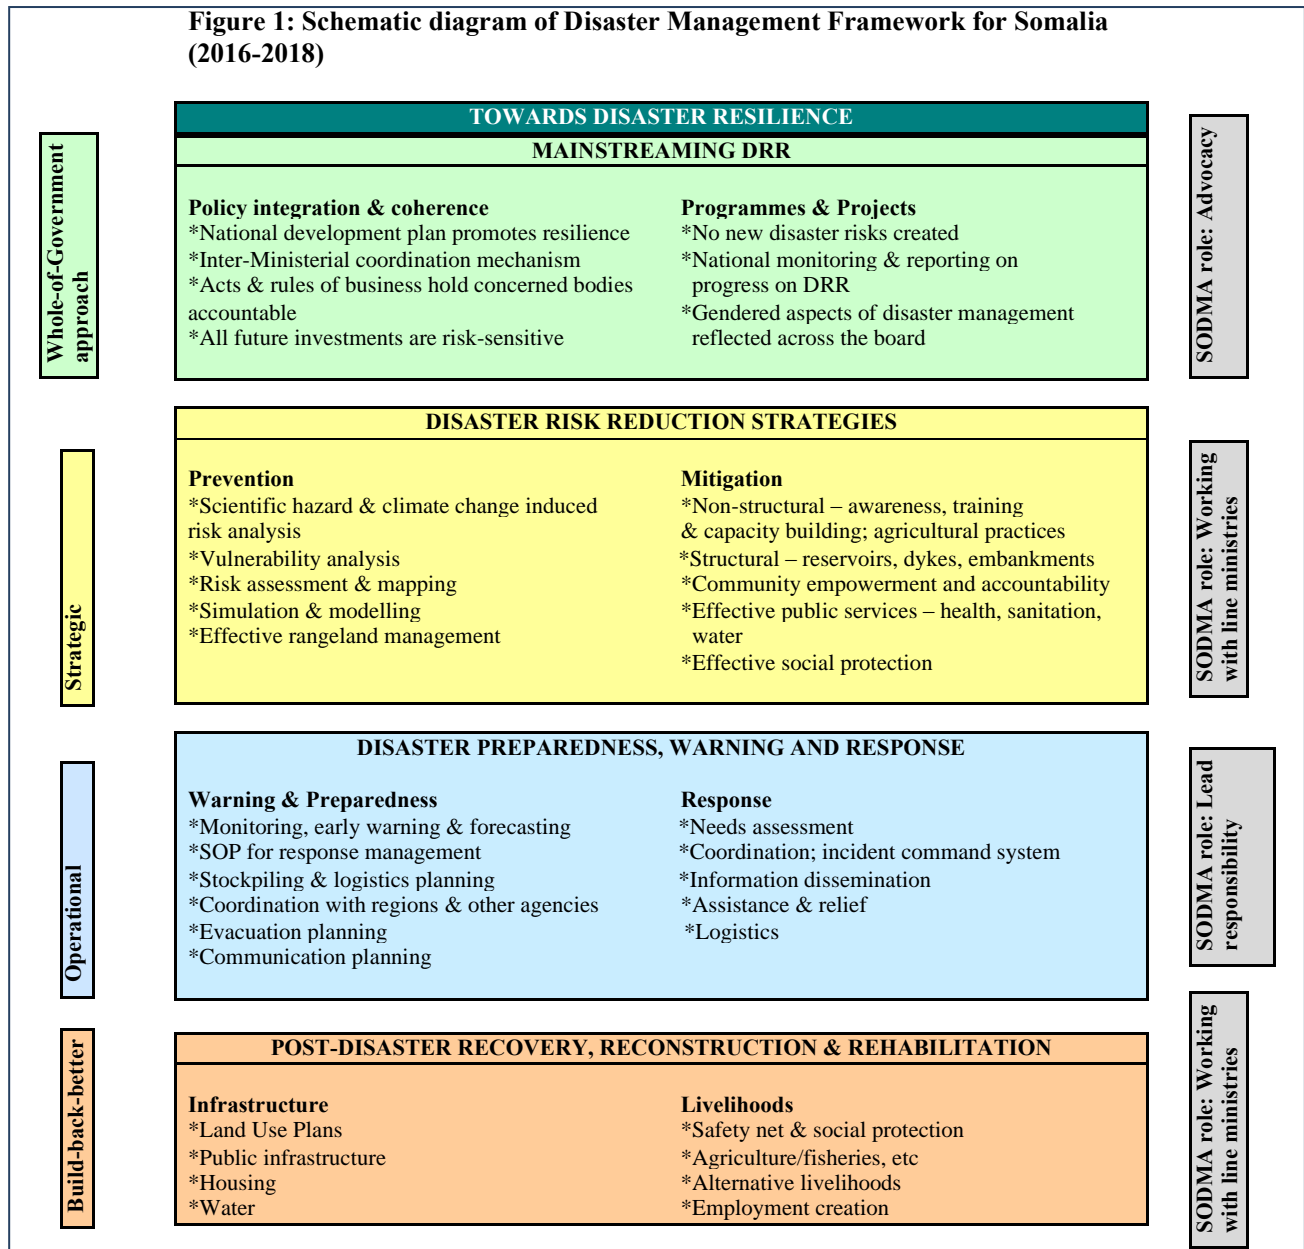 Figure 1: Schematic diagram of Disaster Management Framework for Somalia
(2016-2018)
TOWARDS DISASTER RESILIENCE
MAINSTREAMING DRR
Whole-of-Government
approach
Policy integration & coherence
*National development plan promotes resilience
*Inter-Ministerial coordination mechanism
*Acts & rules of business hold concerned bodies
accountable
*All future investments are risk-sensitive
Programmes & Projects
*No new disaster risks created
*National monitoring & reporting on
progress on DRR
*Gendered aspects of disaster management
reflected across the board
SODMA role: Advocacy
DISASTER RISK REDUCTION STRATEGIES
Strategic
Prevention
*Scientific hazard & climate change induced
risk analysis
*Vulnerability analysis
*Risk assessment & mapping
*Simulation & modelling
*Effective rangeland management
Mitigation
*Non-structural – awareness, training
& capacity building; agricultural practices
*Structural – reservoirs, dykes, embankments
*Community empowerment and accountability
*Effective public services – health, sanitation,
water
*Effective social protection
SODMA role: Working
with line ministries
DISASTER PREPAREDNESS, WARNING AND RESPONSE
Operational
Warning & Preparedness
*Monitoring, early warning & forecasting
*SOP for response management
*Stockpiling & logistics planning
*Coordination with regions & other agencies
*Evacuation planning
*Communication planning
Response
*Needs assessment
*Coordination; incident command system
*Information dissemination
*Assistance & relief
*Logistics
SODMA role: Lead
responsibility
POST-DISASTER RECOVERY, RECONSTRUCTION & REHABILITATION
Build-back-better
Infrastructure
*Land Use Plans
*Public infrastructure
*Housing
*Water
Livelihoods
*Safety net & social protection
*Agriculture/fisheries, etc
*Alternative livelihoods
*Employment creation
SODMA role: Working
with line ministries